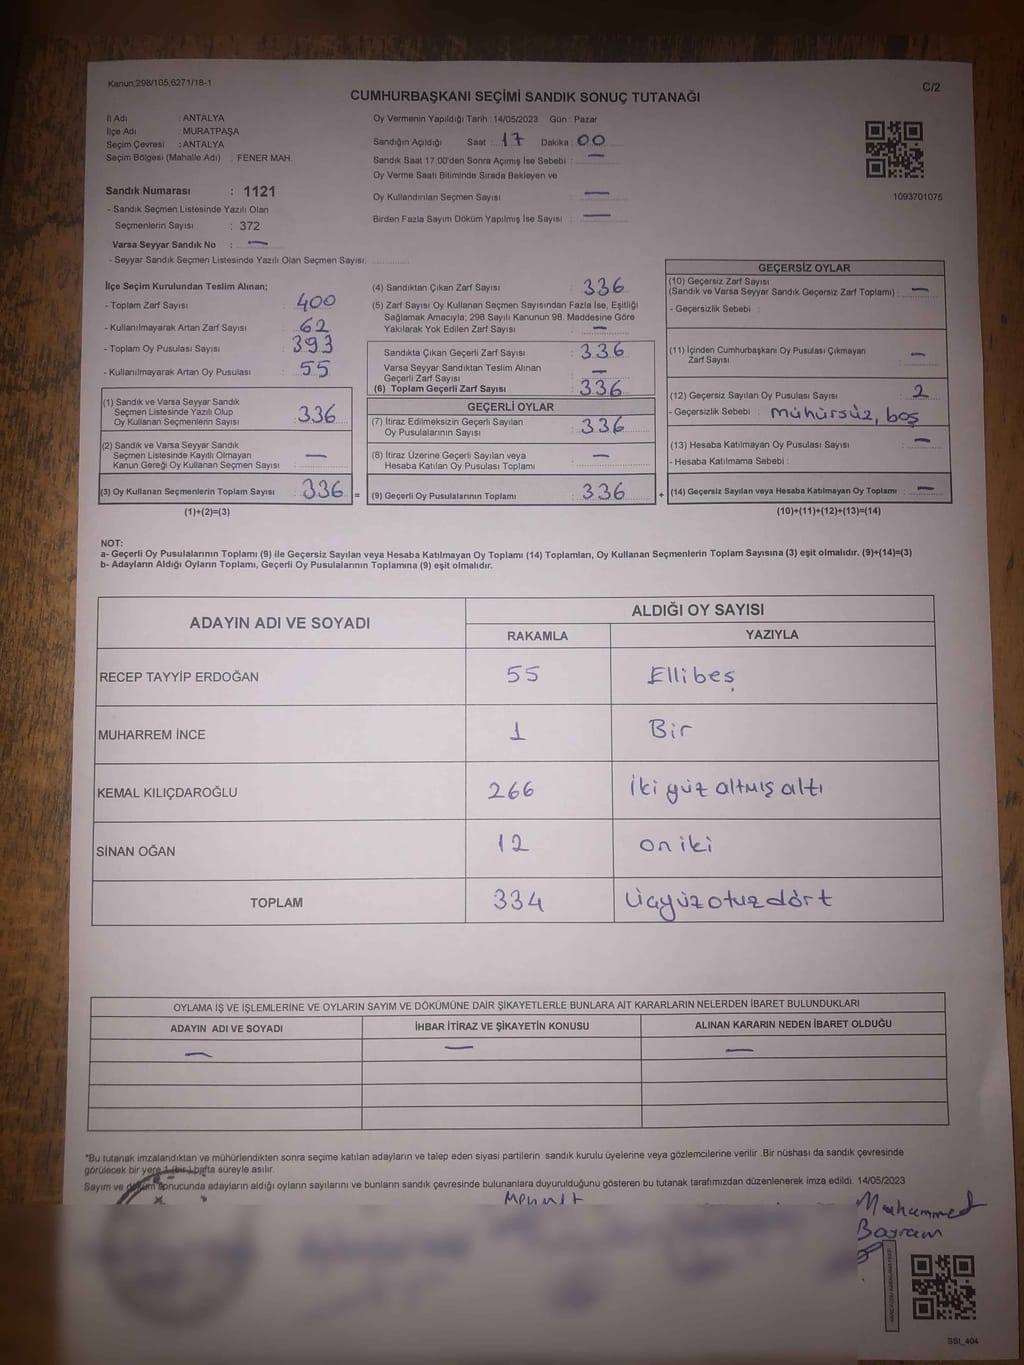 Kanun;298/105,6271/18-1
C/2
CUMHURBAŞKANI SEÇİMİ SANDIK SONUÇ TUTANAĞI
İl Adı : ANTALYA
İlçe Adı : MURATPAŞA
Seçim Çevresi : ANTALYA
Seçim Bölgesi (Mahalle Adı) : FENER MAH.
Sandık Numarası : 1121
- Sandık Seçmen Listesinde Yazılı Olan
Seçmenlerin Sayısı : 372
Varsa Seyyar Sandık No : —
- Seyyar Sandık Seçmen Listesinde Yazılı Olan Seçmen Sayısı:
Oy Vermenin Yapıldığı Tarih : 14/05/2023 Gün : Pazar
Sandığın Açıldığı Saat : 17 Dakika : 00
Sandık Saat 17:00'den Sonra Açımış İse Sebebi : —
Oy Verme Saati Bitiminde Sırada Bekleyen ve
Oy Kullandırılan Seçmen Sayısı : —
Birden Fazla Sayım Döküm Yapılmış İse Sayısı : —
1093701075
İlçe Seçim Kurulundan Teslim Alınan;
- Toplam Zarf Sayısı : 400
- Kullanılmayarak Artan Zarf Sayısı : 62
- Toplam Oy Pusulası Sayısı : 393
- Kullanılmayarak Artan Oy Pusulası : 55
(1) Sandık ve Varsa Seyyar Sandık
Seçmen Listesinde Yazılı Olup
Oy Kullanan Seçmenlerin Sayısı : 336
(2) Sandık ve Varsa Seyyar Sandık
Seçmen Listesinde Kayıtlı Olmayan
Kanun Gereği Oy Kullanan Seçmen Sayısı : —
(3) Oy Kullanan Seçmenlerin Toplam Sayısı : 336 =
(1)+(2)=(3)
(4) Sandıktan Çıkan Zarf Sayısı : 336
(5) Zarf Sayısı Oy Kullanan Seçmen Sayısından Fazla İse, Eşitliği
Sağlamak Amacıyla; 298 Sayılı Kanunun 98. Maddesine Göre
Yakılarak Yok Edilen Zarf Sayısı : —
Sandıkta Çıkan Geçerli Zarf Sayısı : 336
Varsa Seyyar Sandıktan Teslim Alınan
Geçerli Zarf Sayısı : —
(6) Toplam Geçerli Zarf Sayısı : 336
GEÇERLİ OYLAR
(7) İtiraz Edilmeksizin Geçerli Sayılan
Oy Pusulalarının Sayısı : 336
(8) İtiraz Üzerine Geçerli Sayılan veya
Hesaba Katılan Oy Pusulası Toplamı : —
(9) Geçerli Oy Pusulalarının Toplamı : 336 +
GEÇERSİZ OYLAR
(10) Geçersiz Zarf Sayısı
(Sandık ve Varsa Seyyar Sandık Geçersiz Zarf Toplamı) : —
- Geçersizlik Sebebi :
(11) İçinden Cumhurbaşkanı Oy Pusulası Çıkmayan
Zarf Sayısı : —
(12) Geçersiz Sayılan Oy Pusulası Sayısı : 2
- Geçersizlik Sebebi : mühürsüz, boş
(13) Hesaba Katılmayan Oy Pusulası Sayısı : —
- Hesaba Katılmama Sebebi :
(14) Geçersiz Sayılan veya Hesaba Katılmayan Oy Toplamı : —
(10)+(11)+(12)+(13)=(14)
NOT:
a- Geçerli Oy Pusulalarının Toplamı (9) ile Geçersiz Sayılan veya Hesaba Katılmayan Oy Toplamı (14) Toplamları, Oy Kullanan Seçmenlerin Toplam Sayısına (3) eşit olmalıdır. (9)+(14)=(3)
b- Adayların Aldığı Oyların Toplamı, Geçerli Oy Pusulalarının Toplamına (9) eşit olmalıdır.
ADAYIN ADI VE SOYADI
ALDIĞI OY SAYISI
RAKAMLA YAZIYLA
RECEP TAYYİP ERDOĞAN 55 Ellibeş
MUHARREM İNCE 1 Bir
KEMAL KILIÇDAROĞLU 266 İki yüz altmış altı
SİNAN OĞAN 12 on iki
TOPLAM 334 Üçyüzotuzdört
OYLAMA İŞ VE İŞLEMLERİNE VE OYLARIN SAYIM VE DÖKÜMÜNE DAİR ŞİKAYETLERLE BUNLARA AİT KARARLARIN NELERDEN İBARET BULUNDUKLARI
ADAYIN ADI VE SOYADI İHBAR İTİRAZ VE ŞİKAYETİN KONUSU ALINAN KARARIN NEDEN İBARET OLDUĞU
— — —
*Bu tutanak imzalandıktan ve mühürlendikten sonra seçime katılan adayların ve talep eden siyasi partilerin sandık kurulu üyelerine veya gözlemcilerine verilir .Bir nüshası da sandık çevresinde
görülecek bir yere 1 (bir) hafta süreyle asılır.
Sayım ve döküm sonucunda adayların aldığı oyların sayılarını ve bunların sandık çevresinde bulunanlara duyurulduğunu gösteren bu tutanak tarafımızdan düzenlenerek imza edildi. 14/05/2023
Muhammed
Bayram
SSI_404